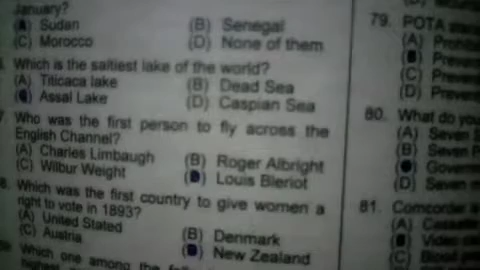 January?
(A) Sudan (B) Senegal
(C) Morocco (D) None of them
Which is the saltiest lake of the world?
(A) Titicaca lake (B) Dead Sea
Assal Lake (D) Caspian Sea
Who was the first person to fly across the
English Channel?
(A) Charles Limbaugh (B) Roger Albright
(C) Wilbur Weight (D) Louis Bleriot
8. Which was the first country to give women a
right to vote in 1893?
(A) United Stated (B) Denmark
(C) Austria New Zealand
Which one among the
79. POTA
(A)
(C)
(D)
80. What do you
(A) Seven
(B) Seven
(D) Seven
81.
(A)
Video
(C)